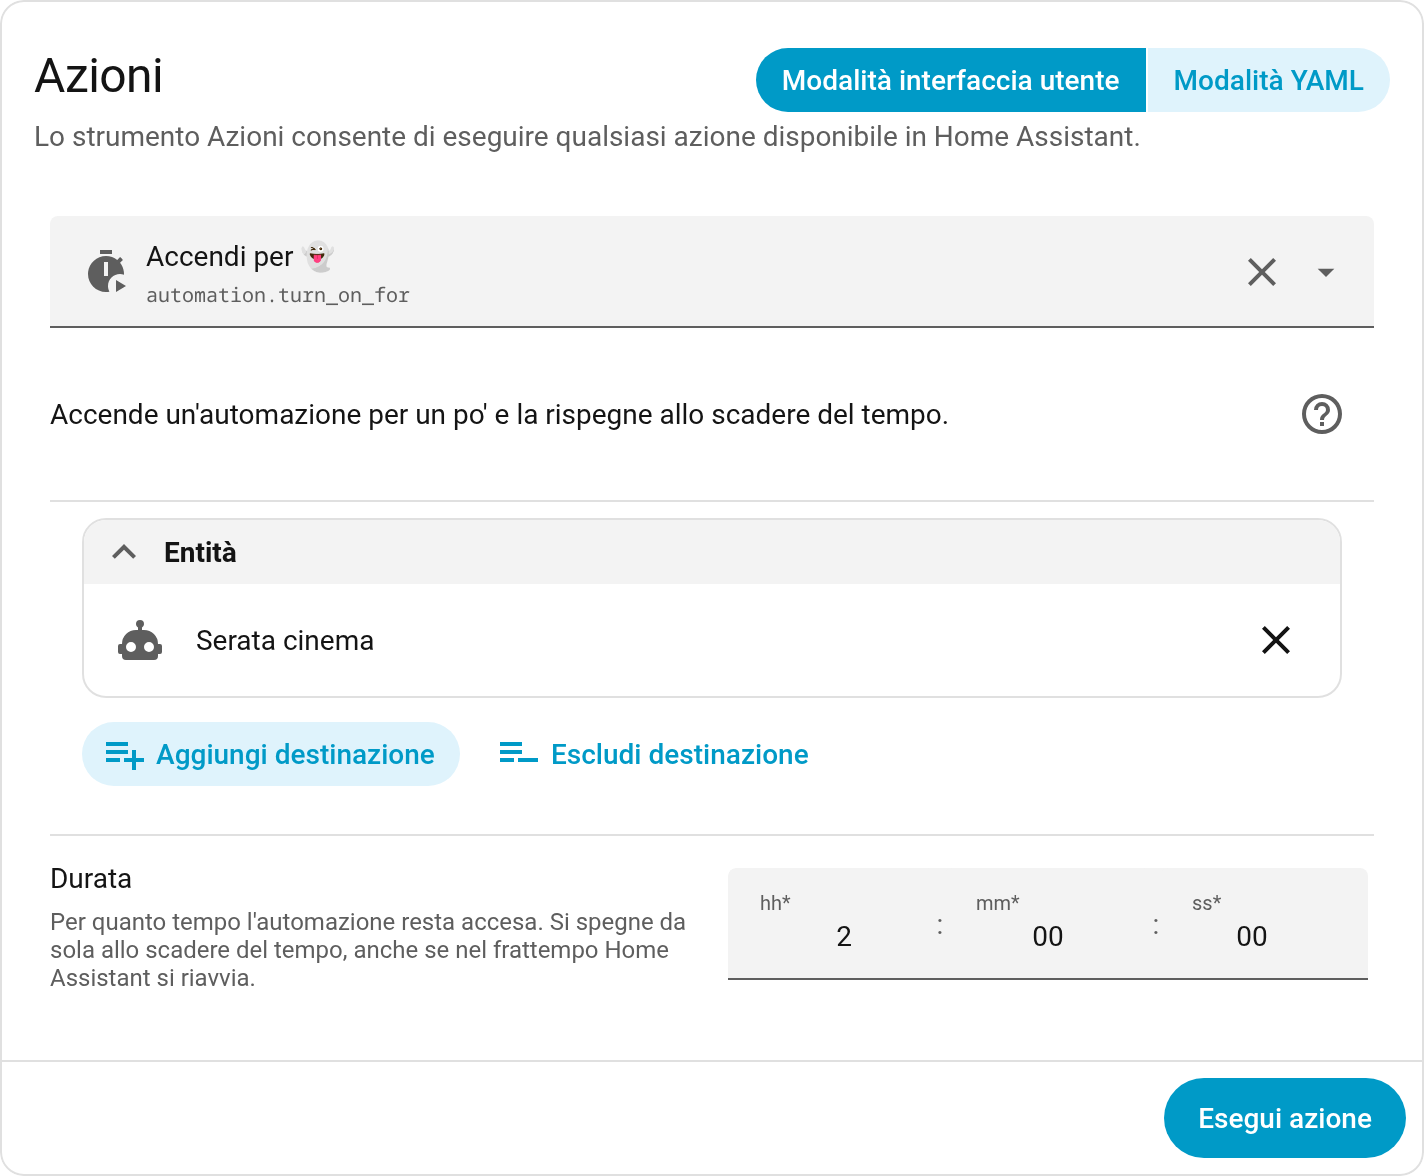 Azioni
Modalità interfaccia utente
Modalità YAML
Lo strumento Azioni consente di eseguire qualsiasi azione disponibile in Home Assistant.
Accendi per 👻
automation.turn_on_for
Accende un'automazione per un po' e la rispegne allo scadere del tempo.
Entità
Serata cinema
Aggiungi destinazione
Escludi destinazione
Durata
Per quanto tempo l'automazione resta accesa. Si spegne da
sola allo scadere del tempo, anche se nel frattempo Home
Assistant si riavvia.
hh* mm* ss*
2 : 00 : 00
Esegui azione